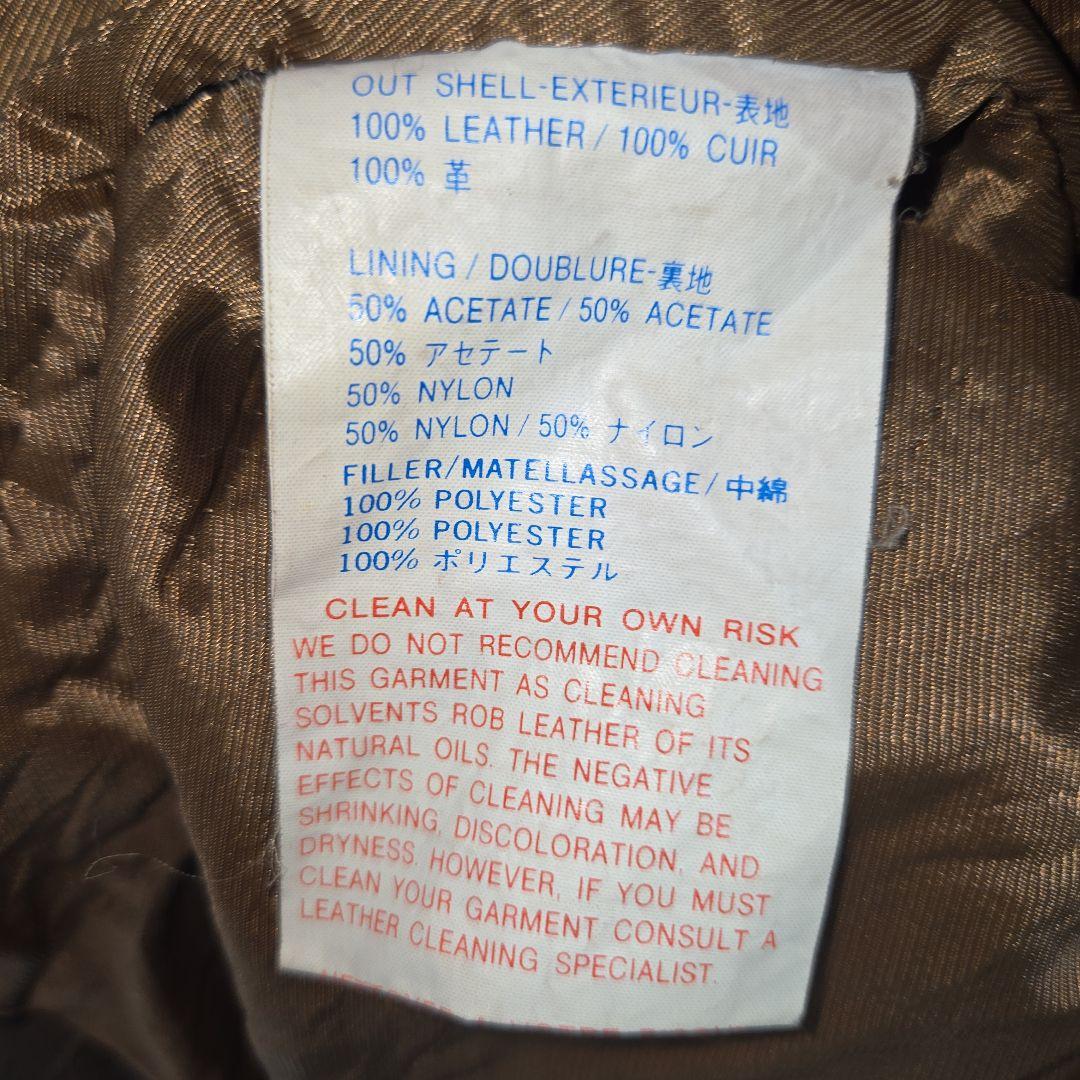 OUT SHELL-EXTERIEUR-表地
100% LEATHER / 100% CUIR
100% 革
LINING / DOUBLURE-裏地
50% ACETATE / 50% ACETATE
50% アセテート
50% NYLON
50% NYLON / 50% ナイロン
FILLER/MATELLASSAGE/中綿
100% POLYESTER
100% POLYESTER
100% ポリエステル
CLEAN AT YOUR OWN RISK
WE DO NOT RECOMMEND CLEANING
THIS GARMENT AS CLEANING
SOLVENTS ROB LEATHER OF ITS
NATURAL OILS. THE NEGATIVE
EFFECTS OF CLEANING MAY BE
SHRINKING, DISCOLORATION, AND
DRYNESS. HOWEVER, IF YOU MUST
CLEAN YOUR GARMENT CONSULT A
LEATHER CLEANING SPECIALIST.